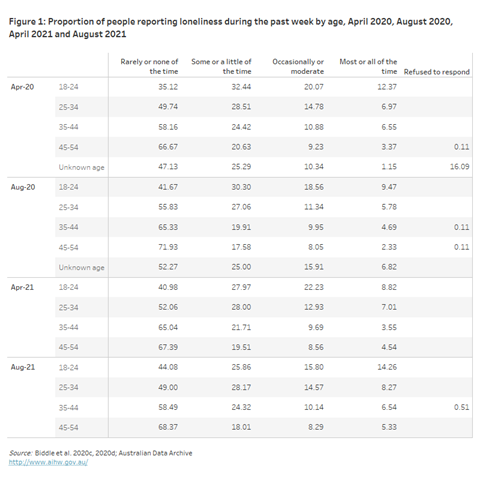 Figure 1: Proportion of people reporting loneliness during the past week by age, April 2020, August 2020,
April 2021 and August 2021
Rarely or none of the time Some or a little of the time Occasionally or moderate Most or all of the time Refused to respond
Apr-20 18-24 35.12 32.44 20.07 12.37
25-34 49.74 28.51 14.78 6.97
35-44 58.16 24.42 10.88 6.55
45-54 66.67 20.63 9.23 3.37 0.11
Unknown age 47.13 25.29 10.34 1.15 16.09
Aug-20 18-24 41.67 30.30 18.56 9.47
25-34 55.83 27.06 11.34 5.78
35-44 65.33 19.91 9.95 4.69 0.11
45-54 71.93 17.58 8.05 2.33 0.11
Unknown age 52.27 25.00 15.91 6.82
Apr-21 18-24 40.98 27.97 22.23 8.82
25-34 52.06 28.00 12.93 7.01
35-44 65.04 21.71 9.69 3.55
45-54 67.39 19.51 8.56 4.54
Aug-21 18-24 44.08 25.86 15.80 14.26
25-34 49.00 28.17 14.57 8.27
35-44 58.49 24.32 10.14 6.54 0.51
45-54 68.37 18.01 8.29 5.33
Source: Biddle et al. 2020c, 2020d; Australian Data Archive
http://www.aihw.gov.au/